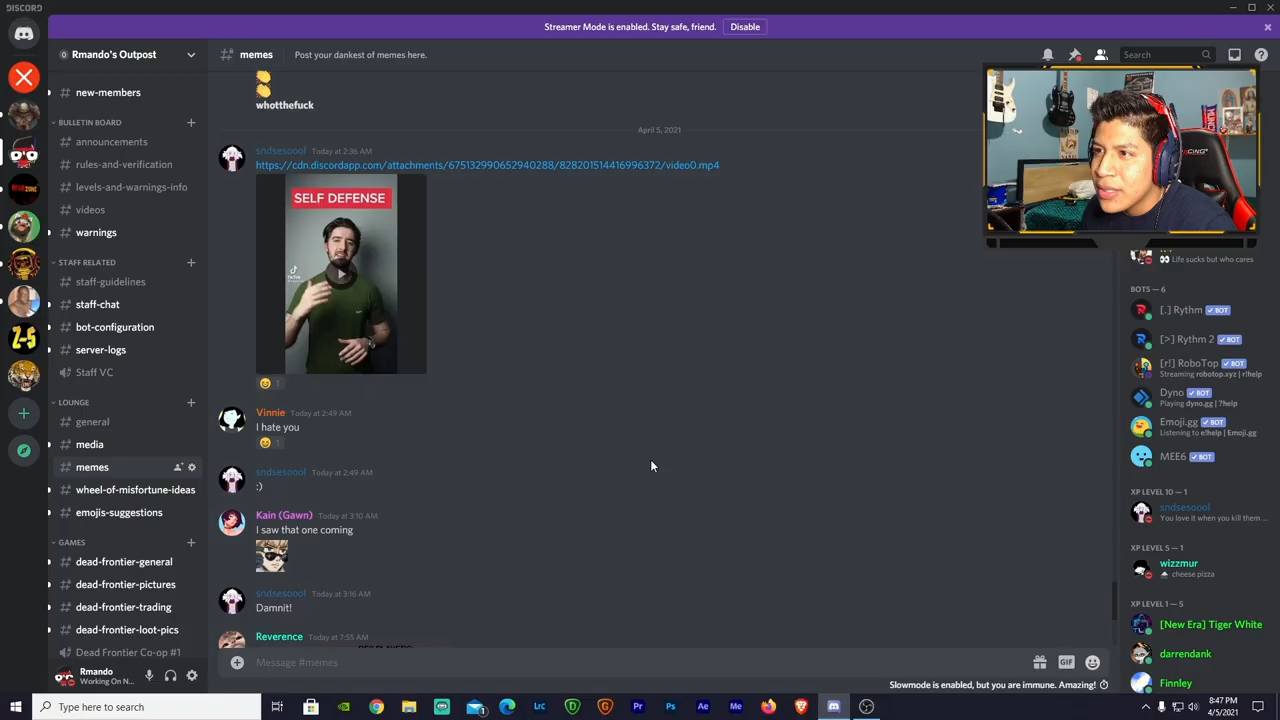 DISCORD
Streamer Mode is enabled. Stay safe, friend. Disable
Rmando's Outpost
memes Post your dankest of memes here.
Search
new-members
BULLETIN BOARD
announcements
rules-and-verification
levels-and-warnings-info
videos
warnings
STAFF RELATED
staff-guidelines
staff-chat
bot-configuration
server-logs
Staff VC
LOUNGE
general
media
memes
wheel-of-misfortune-ideas
emojis-suggestions
GAMES
dead-frontier-general
dead-frontier-pictures
dead-frontier-trading
dead-frontier-loot-pics
Dead Frontier Co-op #1
Rmando
Working On N...
whotthefuck
April 5, 2021
sndsesoool Today at 2:36 AM
https://cdn.discordapp.com/attachments/675132990652940288/828201514416996372/video0.mp4
SELF DEFENSE
TikTok
1
Vinnie Today at 2:49 AM
I hate you
1
sndsesoool Today at 2:49 AM
:)
Kain (Gawn) Today at 3:10 AM
I saw that one coming
sndsesoool Today at 3:16 AM
Damnit!
Reverence Today at 7:55 AM
Message #memes
GIF
Slowmode is enabled, but you are immune. Amazing!
RACING
Life sucks but who cares
BOTS — 6
[.] Rythm BOT
[>] Rythm 2 BOT
[r!] RoboTop BOT
Streaming robotop.xyz | r!help
Dyno BOT
Playing dyno.gg | ?help
Emoji.gg BOT
Listening to e!help | Emoji.gg
MEE6 BOT
XP LEVEL 10 — 1
sndsesoool
You love it when you kill them ...
XP LEVEL 5 — 1
wizzmur
cheese pizza
XP LEVEL 1 — 5
[New Era] Tiger White
darrendank
Finnley
Type here to search
Lrc
Pr
Ps
Ae
Me
8:47 PM
4/5/2021